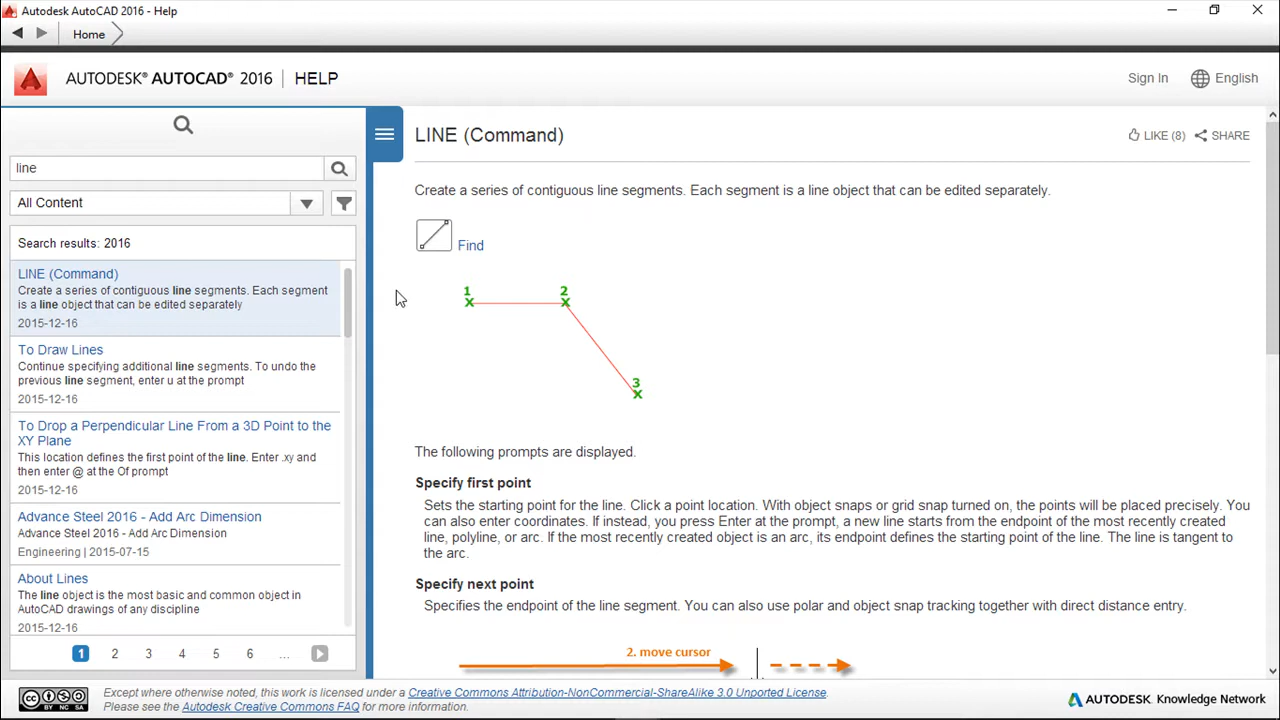 Autodesk AutoCAD 2016 - Help
Home
AUTODESK® AUTOCAD® 2016 | HELP
Sign In
English
line
All Content
Search results: 2016
LINE (Command)
Create a series of contiguous line segments. Each segment
is a line object that can be edited separately
2015-12-16
To Draw Lines
Continue specifying additional line segments. To undo the
previous line segment, enter u at the prompt
2015-12-16
To Drop a Perpendicular Line From a 3D Point to the
XY Plane
This location defines the first point of the line. Enter .xy and
then enter @ at the Of prompt
2015-12-16
Advance Steel 2016 - Add Arc Dimension
Advance Steel 2016 - Add Arc Dimension
Engineering | 2015-07-15
About Lines
The line object is the most basic and common object in
AutoCAD drawings of any discipline
2015-12-16
1 2 3 4 5 6 ...
LINE (Command)
LIKE (8) SHARE
Create a series of contiguous line segments. Each segment is a line object that can be edited separately.
Find
1 2
3
The following prompts are displayed.
Specify first point
Sets the starting point for the line. Click a point location. With object snaps or grid snap turned on, the points will be placed precisely. You
can also enter coordinates. If instead, you press Enter at the prompt, a new line starts from the endpoint of the most recently created
line, polyline, or arc. If the most recently created object is an arc, its endpoint defines the starting point of the line. The line is tangent to
the arc.
Specify next point
Specifies the endpoint of the line segment. You can also use polar and object snap tracking together with direct distance entry.
2. move cursor
BY NC SA
Except where otherwise noted, this work is licensed under a Creative Commons Attribution-NonCommercial-ShareAlike 3.0 Unported License.
Please see the Autodesk Creative Commons FAQ for more information.
AUTODESK Knowledge Network